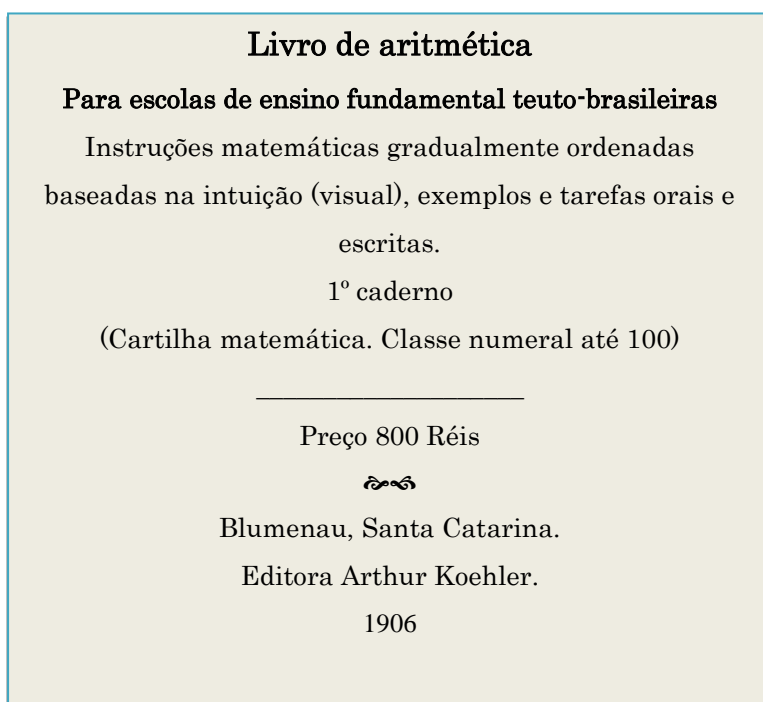 Livro de aritmética
Para escolas de ensino fundamental teuto-brasileiras
Instruções matemáticas gradualmente ordenadas
baseadas na intuição (visual), exemplos e tarefas orais e
escritas.
1º caderno
(Cartilha matemática. Classe numeral até 100)
Preço 800 Réis
Blumenau, Santa Catarina.
Editora Arthur Koehler.
1906